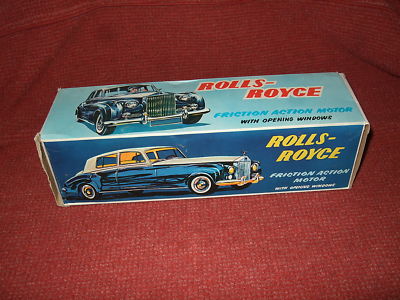 ROLLS-
ROYCE
FRICTION ACTION MOTOR
WITH OPENING WINDOWS
ROLLS-
ROYCE
FRICTION ACTION
MOTOR
WITH OPENING WINDOWS